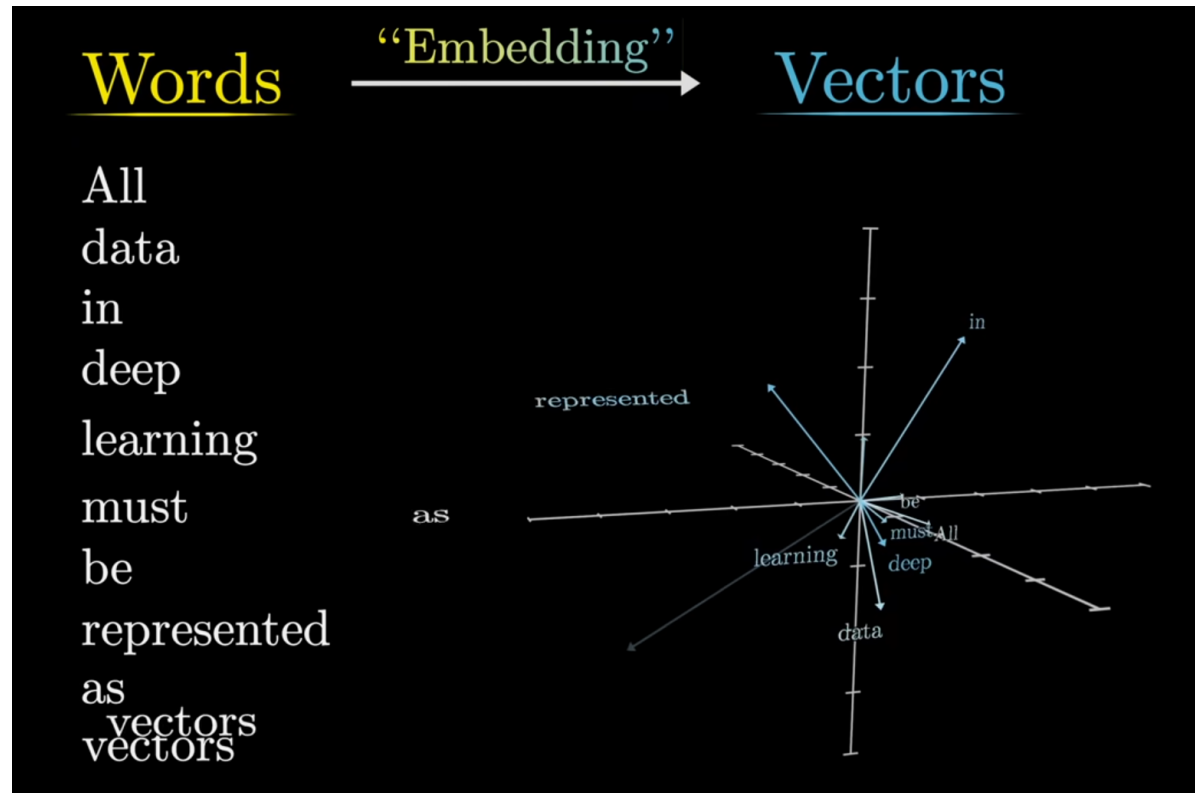 Words
“Embedding”
Vectors
All
data
in
deep
learning
must
be
represented
as
vectors
vectors
in
represented
as
be
must
All
learning
deep
data